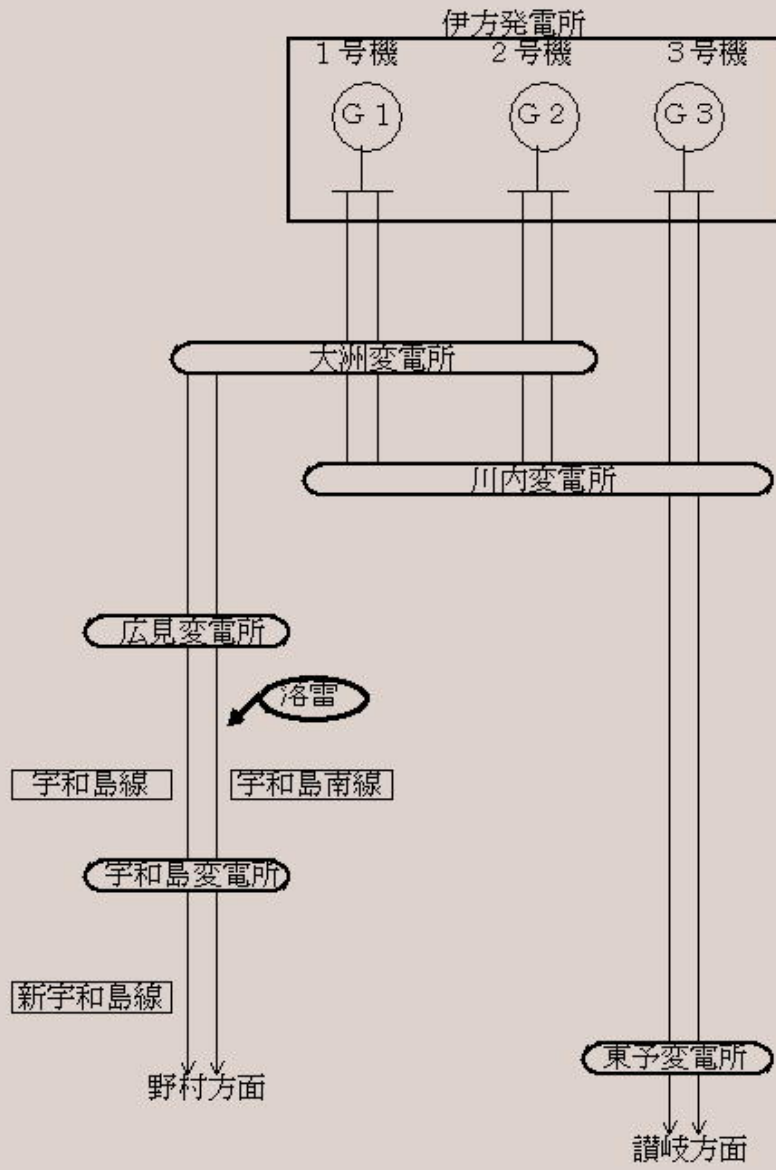 伊方発電所
１号機 ２号機 ３号機
Ｇ１ Ｇ２ Ｇ３
大洲変電所
川内変電所
広見変電所
洛雷
宇和島線 宇和島南線
宇和島変電所
新宇和島線
東予変電所
野村方面
讃岐方面